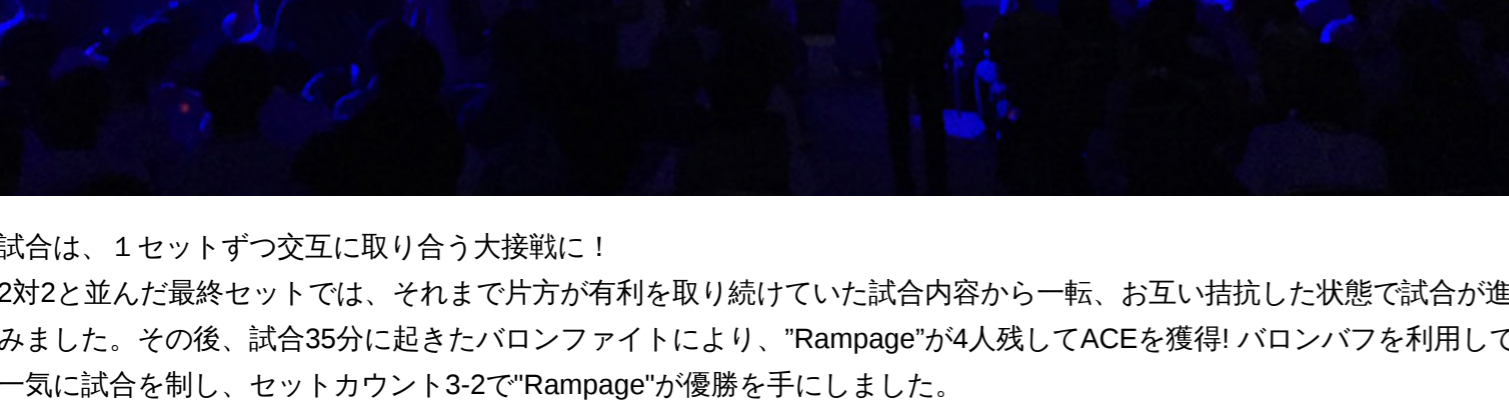 試合は、１セットずつ交互に取り合う大接戦に！
2対2と並んだ最終セットでは、それまで片方が有利を取り続けていた試合内容から一転、お互い拮抗した状態で試合が進
みました。その後、試合35分に起きたバロンファイトにより、”Rampage”が4人残してACEを獲得! バロンバフを利用して
一気に試合を制し、セットカウント3-2で"Rampage"が優勝を手にしました。